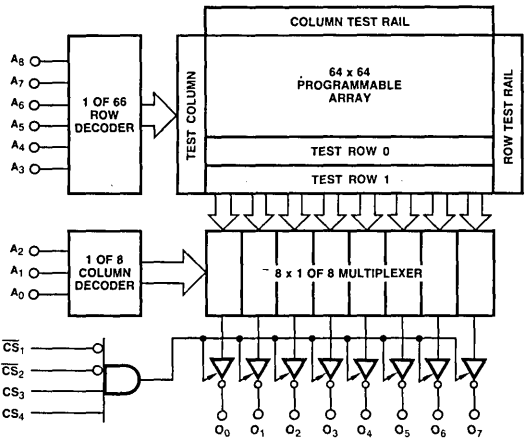 COLUMN TEST RAIL
A8
A7
A6
A5
A4
A3
1 OF 66
ROW
DECODER
TEST COLUMN
64 x 64
PROGRAMMABLE
ARRAY
ROW TEST RAIL
TEST ROW 0
TEST ROW 1
A2
A1
A0
1 OF 8
COLUMN
DECODER
8 x 1 OF 8 MULTIPLEXER
C̅S̅1
C̅S̅2
CS3
CS4
O0 O1 O2 O3 O4 O5 O6 O7